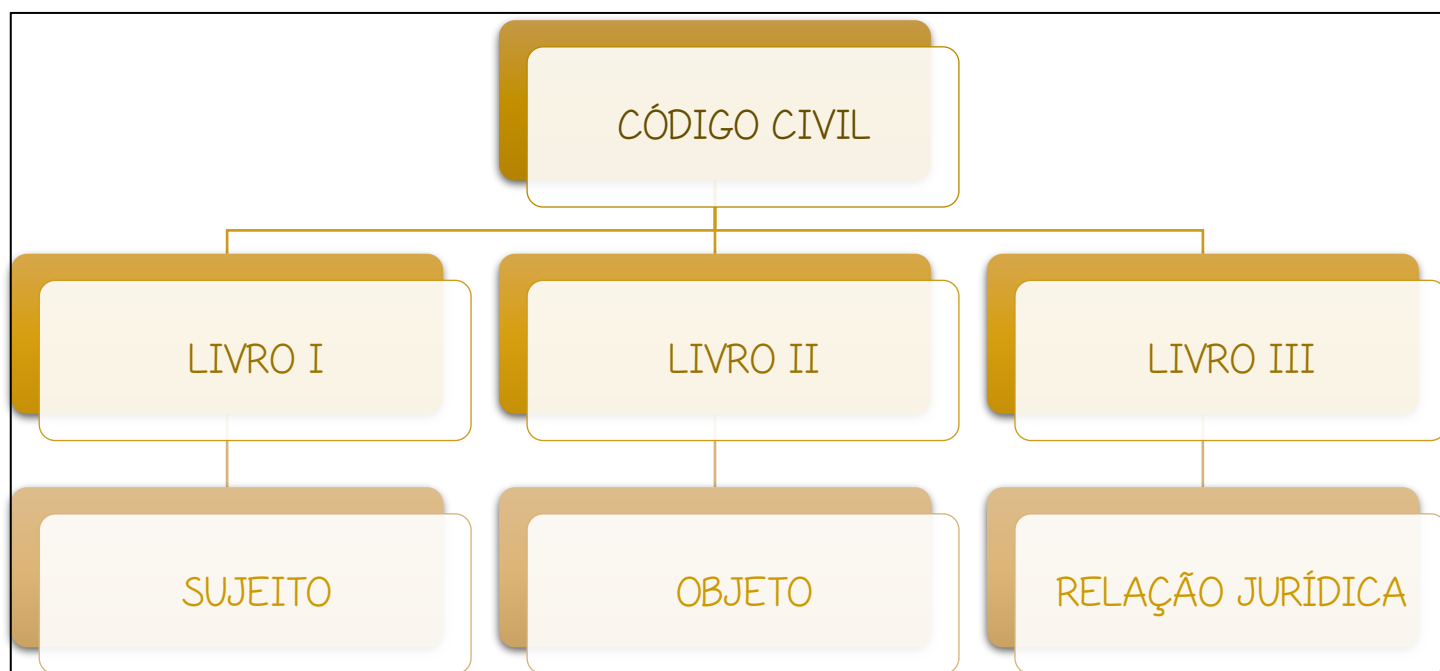 CÓDIGO CIVIL
LIVRO I
LIVRO II
LIVRO III
SUJEITO
OBJETO
RELAÇÃO JURÍDICA